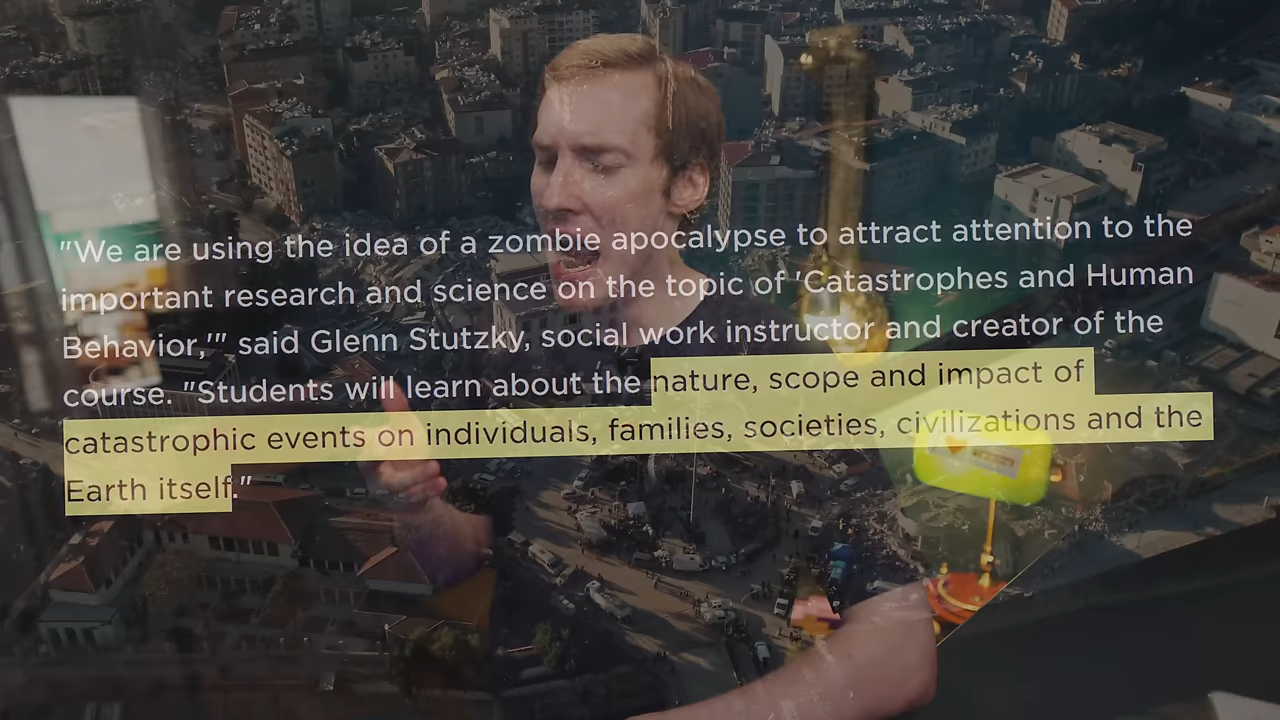 "We are using the idea of a zombie apocalypse to attract attention to the
important research and science on the topic of 'Catastrophes and Human
Behavior,'" said Glenn Stutzky, social work instructor and creator of the
course. "Students will learn about the nature, scope and impact of
catastrophic events on individuals, families, societies, civilizations and the
Earth itself."